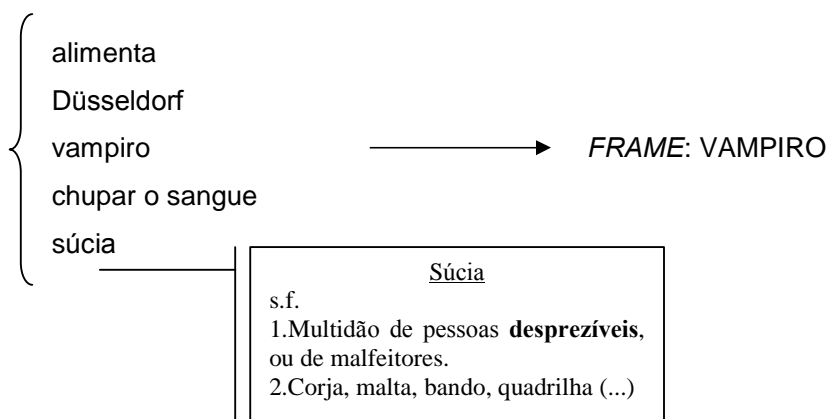 alimenta
Düsseldorf
vampiro
FRAME: VAMPIRO
chupar o sangue
súcia
Súcia
s.f.
1.Multidão de pessoas desprezíveis,
ou de malfeitores.
2.Corja, malta, bando, quadrilha (...)